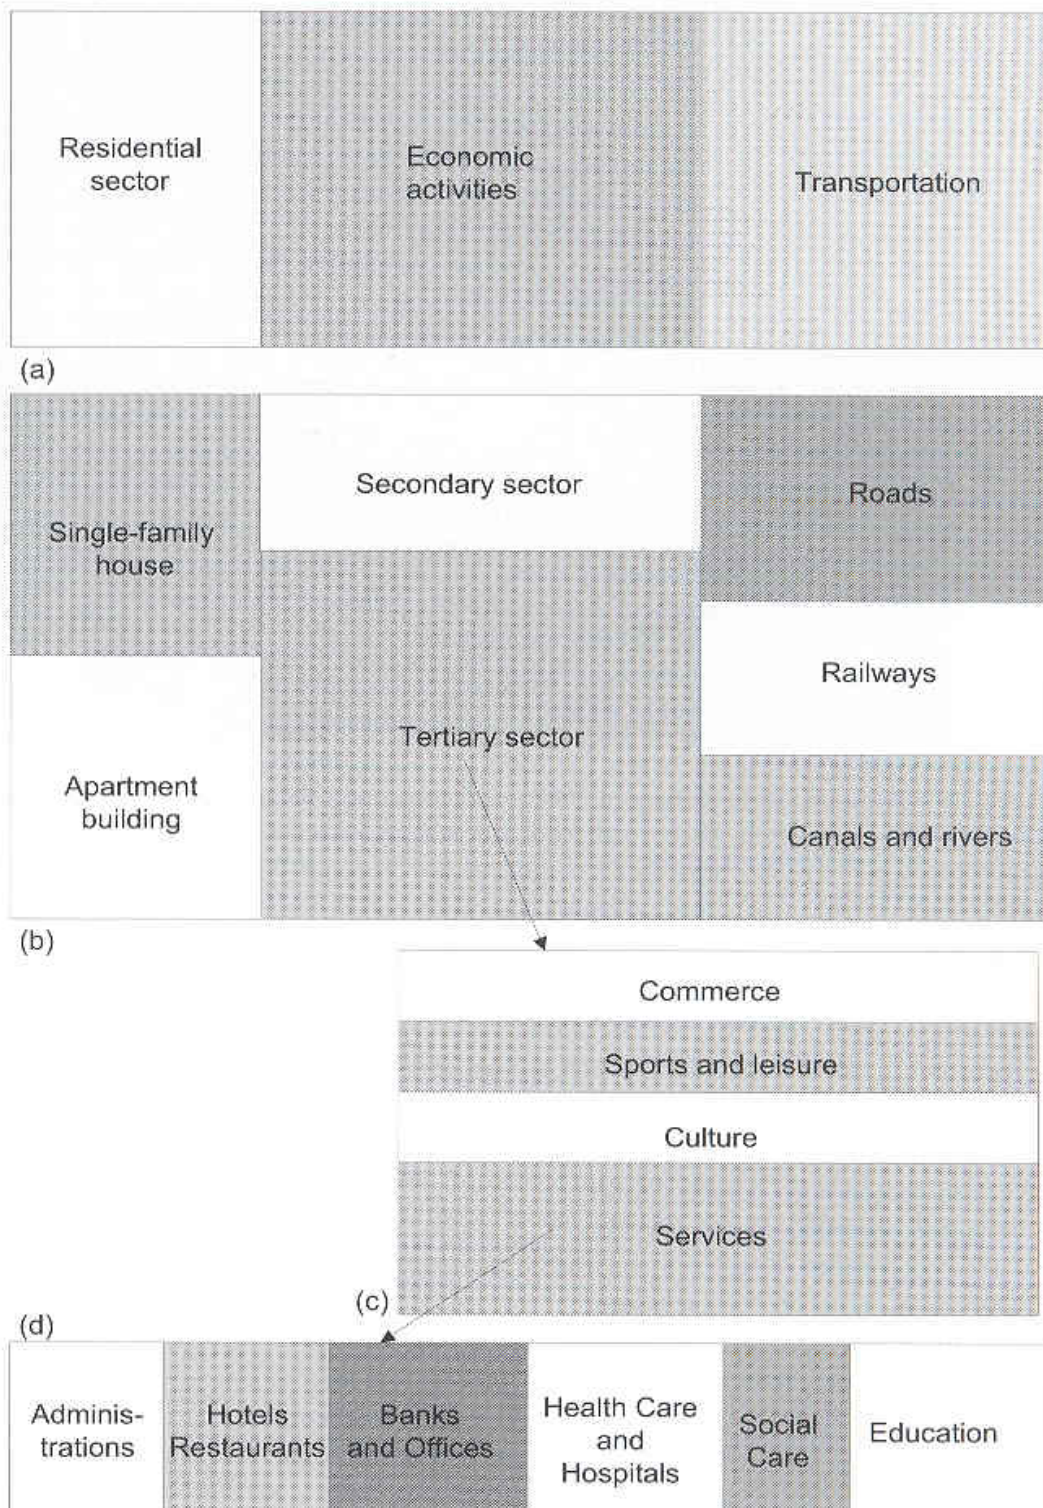 Residential
sector
Economic
activities
Transportation
(a)
Single-family
house
Secondary sector
Roads
Railways
Tertiary sector
Apartment
building
Canals and rivers
(b)
Commerce
Sports and leisure
Culture
Services
(c)
(d)
Adminis-
trations
Hotels
Restaurants
Banks
and Offices
Health Care
and
Hospitals
Social
Care
Education